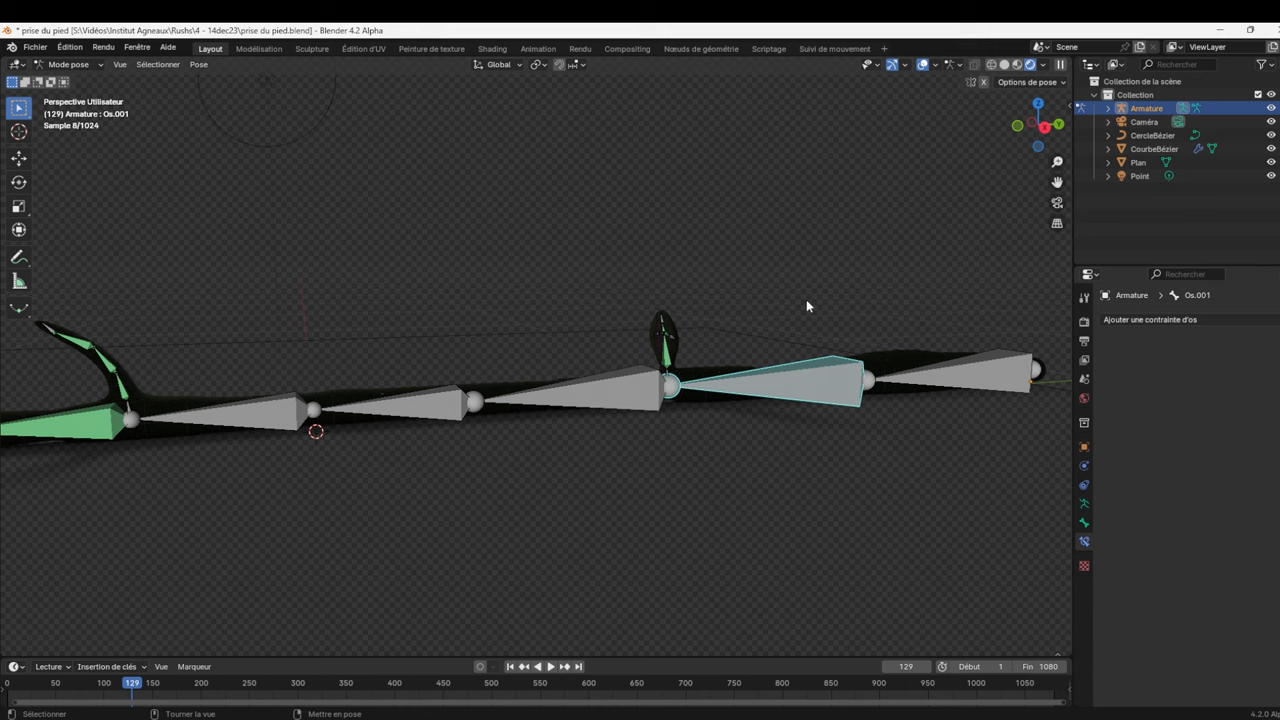 * prise du pied [S:\Vidéos\Institut Agneaux\Rushs\4 - 14dec23\prise du pied.blend] - Blender 4.2 Alpha
Fichier Édition Rendu Fenêtre Aide Layout Modélisation Sculpture Édition d'UV Peinture de texture Shading Animation Rendu Compositing Nœuds de géométrie Scripting Suivi de mouvement + Scene ViewLayer
Mode pose Vue Sélectionner Pose Global Rechercher
X Options de pose
Collection de la scène
Perspective Utilisateur
(129) Armature : Os.001
Sample 8/1024
Collection
Armature
Caméra
CercleBézier
CourbeBézier
Plan
Point
Z
Y
X
Rechercher
Armature > Os.001
Ajouter une contrainte d'os
Lecture Insertion de clés Vue Marqueur 129 Début 1 Fin 1080
0 50 100 129 150 200 250 300 350 400 450 500 550 600 650 700 750 800 850 900 950 1000 1050
Sélectionner Tourner la vue Mettre en pose 4.2.0 Al